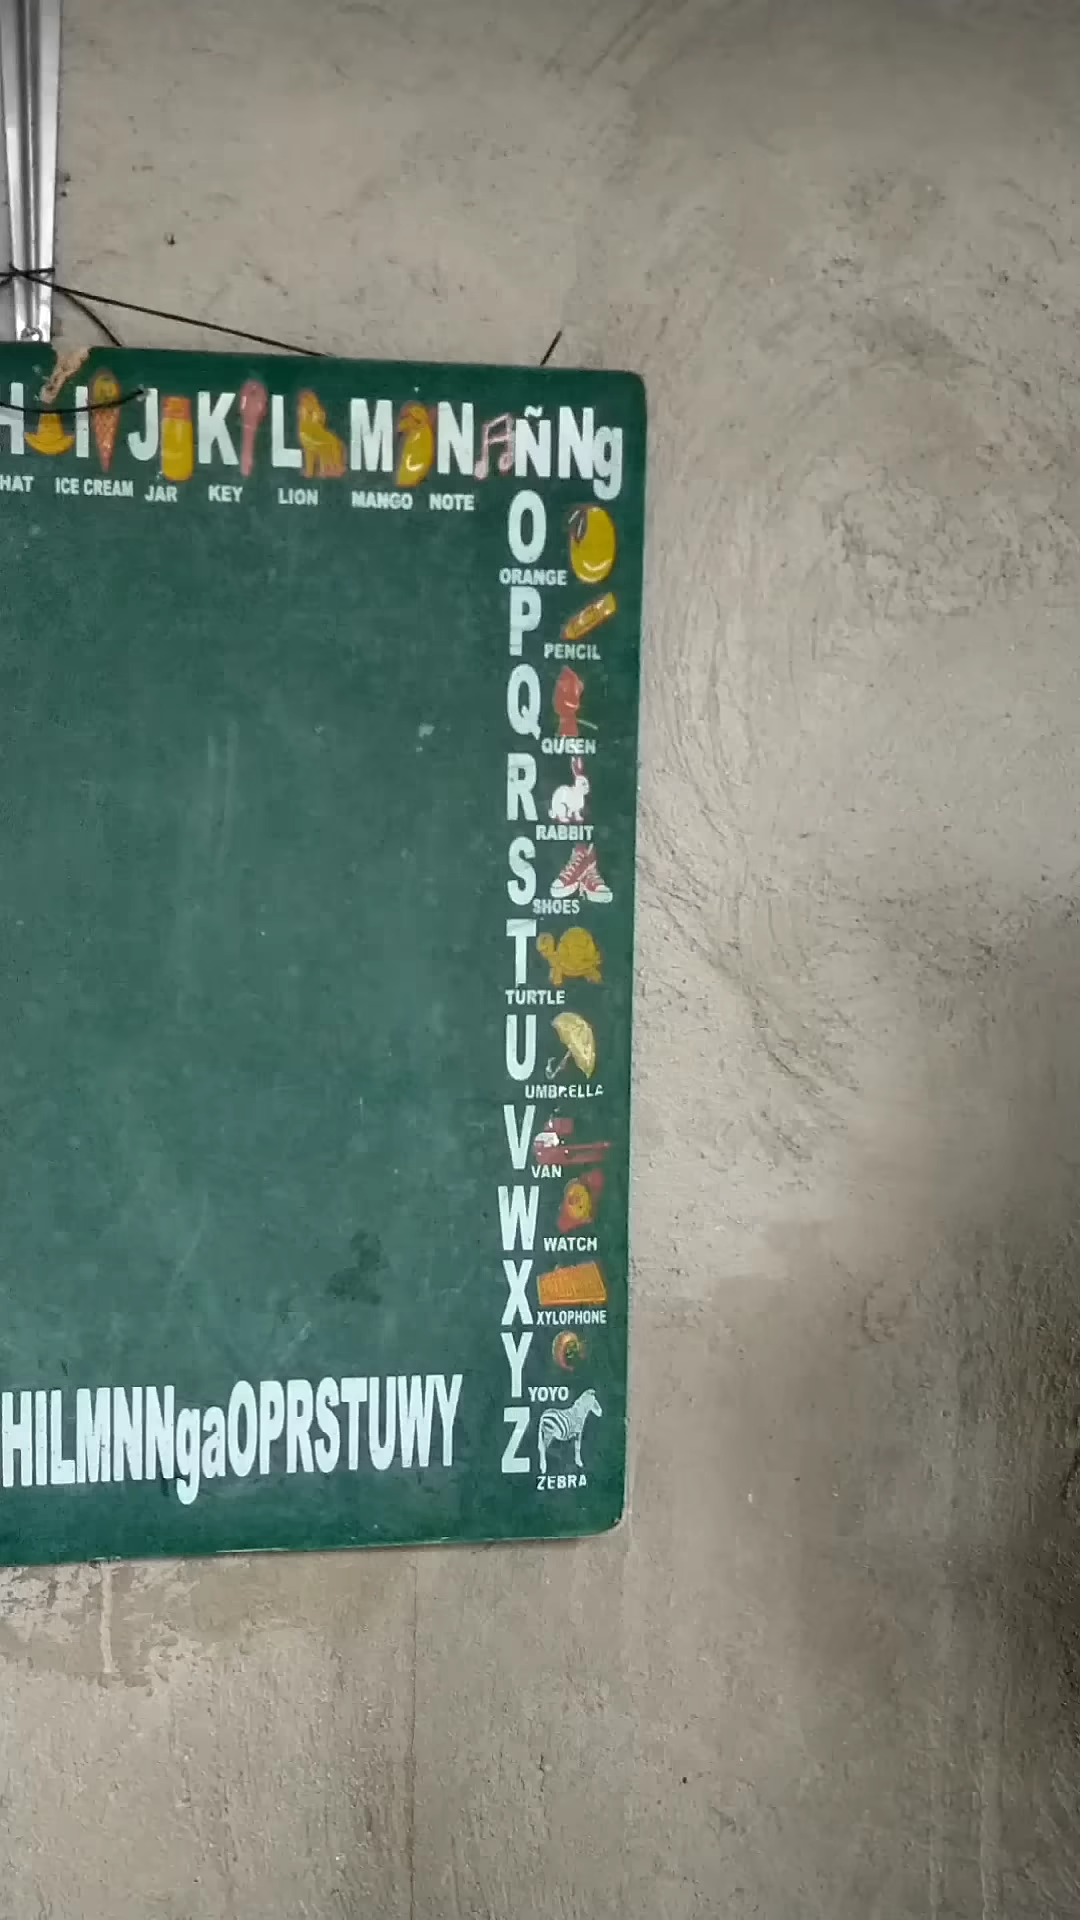 H I J K L M N Ñ Ng
HAT ICE CREAM JAR KEY LION MANGO NOTE
O
ORANGE
P
PENCIL
Q
QUEEN
R
RABBIT
S
SHOES
T
TURTLE
U
UMBRELLA
V
VAN
W
WATCH
X
XYLOPHONE
Y
YOYO
Z
ZEBRA
HILMNNgaOPRSTUWY